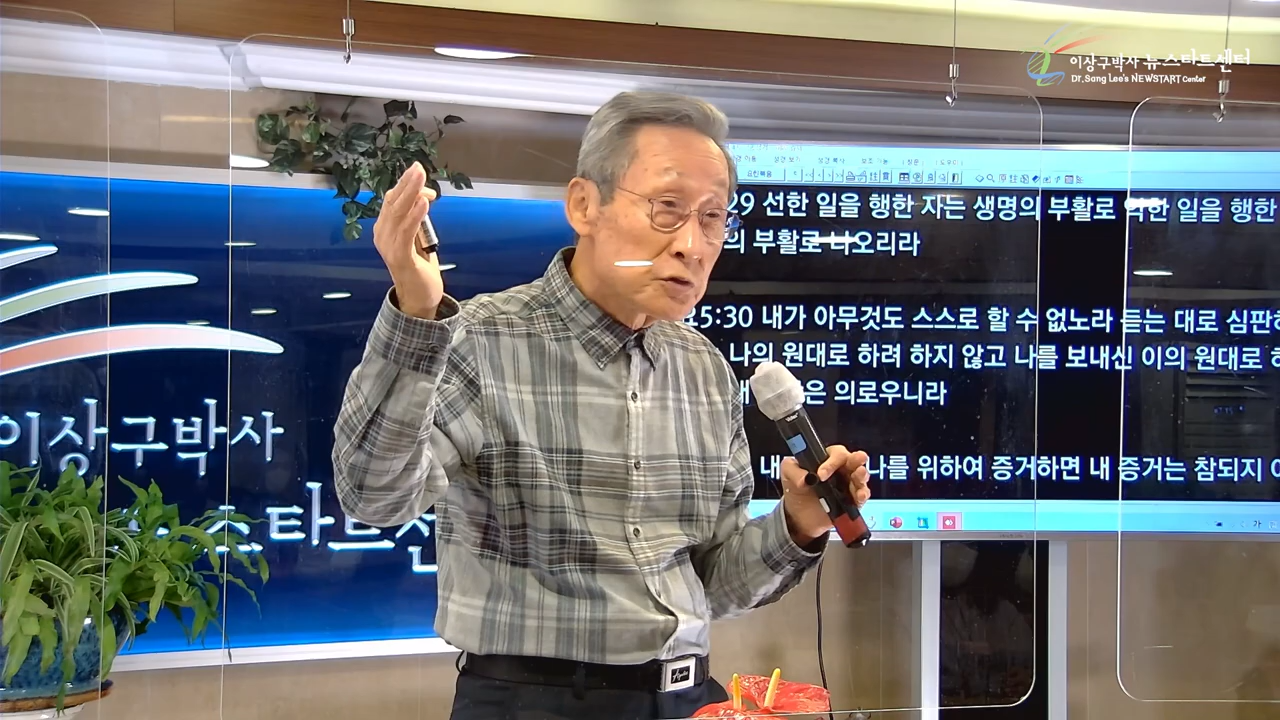 이상구박사 뉴스타트센터
Dr. Sang Lee's NEWSTART Center
29 선한 일을 행한 자는 생명의 부활로 악한 일을 행한
의 부활로 나오리라
15:30 내가 아무것도 스스로 할 수 없노라 듣는 대로 심판하
나의 원대로 하려 하지 않고 나를 보내신 이의 원대로 하
은 의로우니라
내 나를 위하여 증거하면 내 증거는 참되지
이상구박사
뉴스타트센